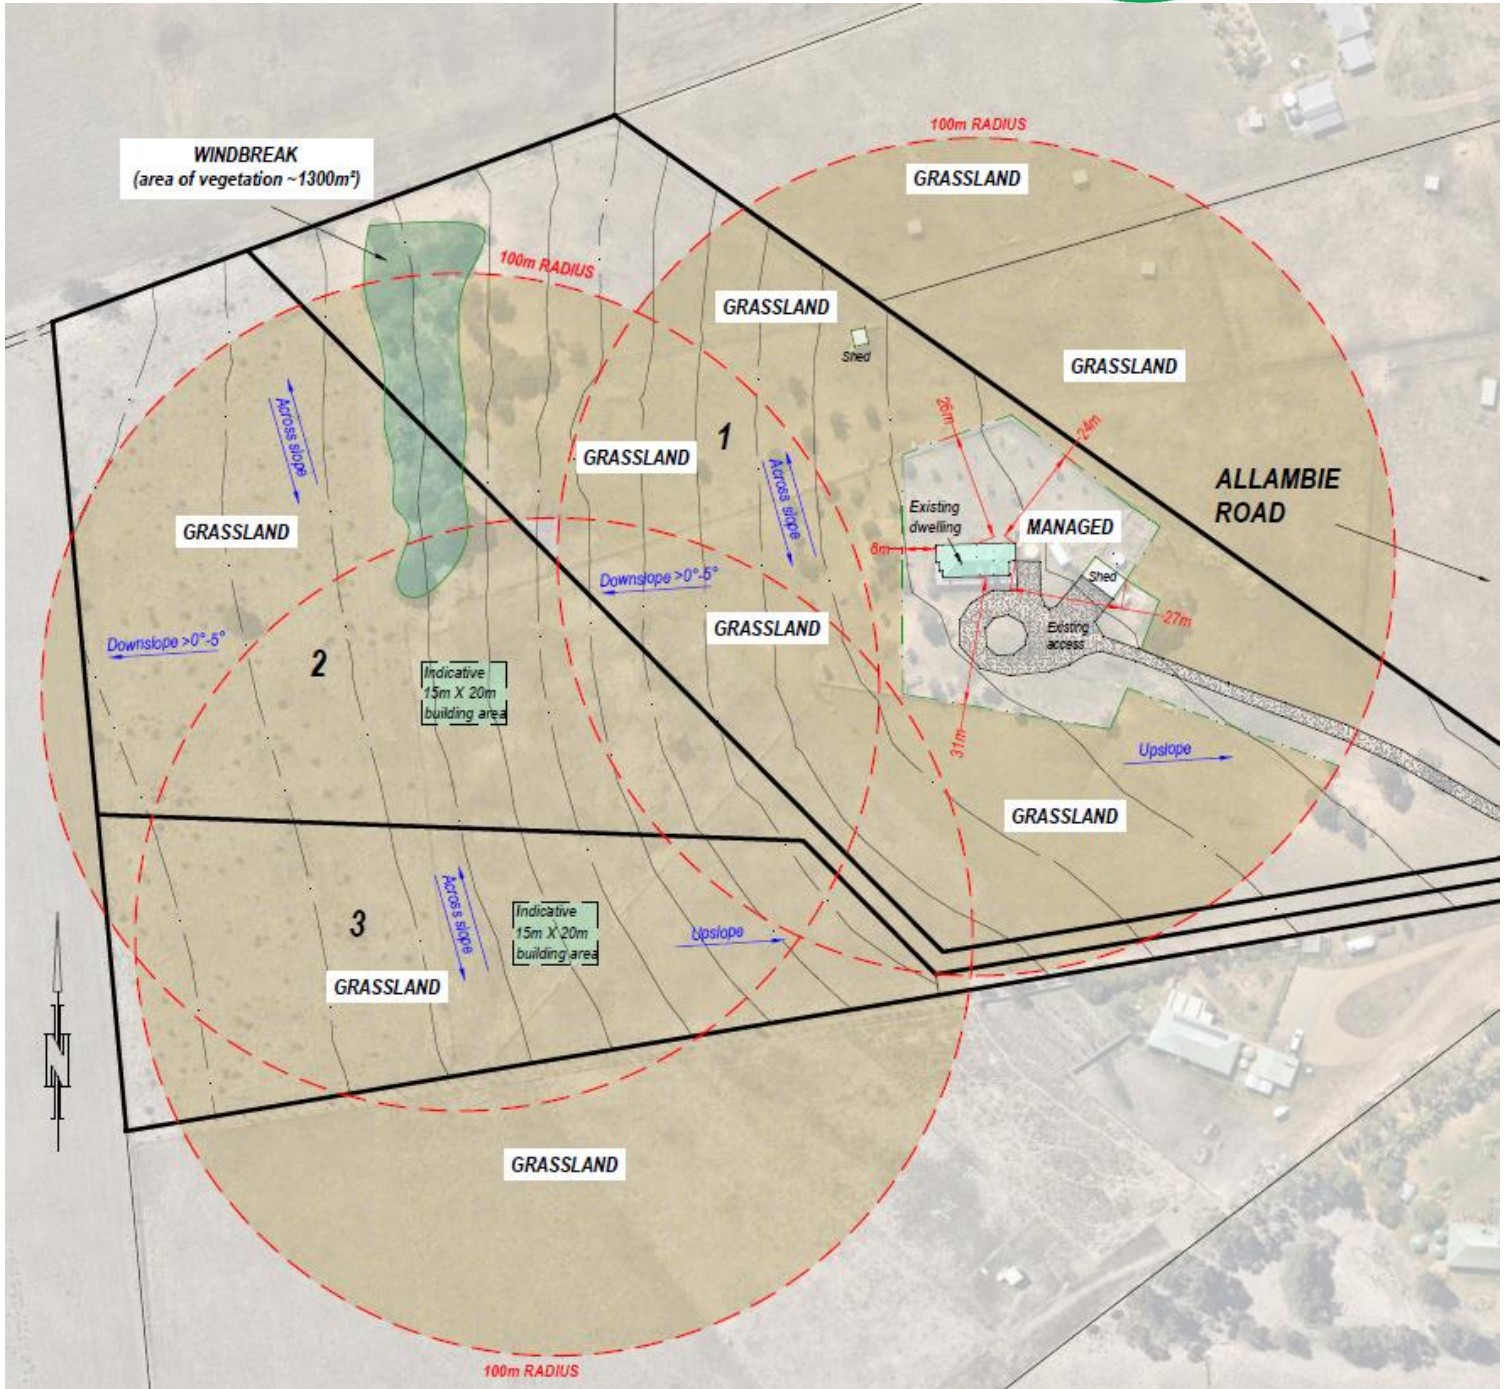 100m RADIUS
WINDBREAK
(area of vegetation ~1300m²)
GRASSLAND
100m RADIUS
GRASSLAND
Shed
GRASSLAND
Across slope
26m
24m
1
GRASSLAND
Across slope
ALLAMBIE
ROAD
GRASSLAND
Existing
dwelling
MANAGED
6m
Shed
Downslope >0°-5°
27m
GRASSLAND
Existing
access
Downslope >0°-5°
2
Indicative
15m X 20m
building area
31m
Upslope
GRASSLAND
Across slope
3
Indicative
15m X 20m
building area
Upslope
GRASSLAND
N
GRASSLAND
100m RADIUS